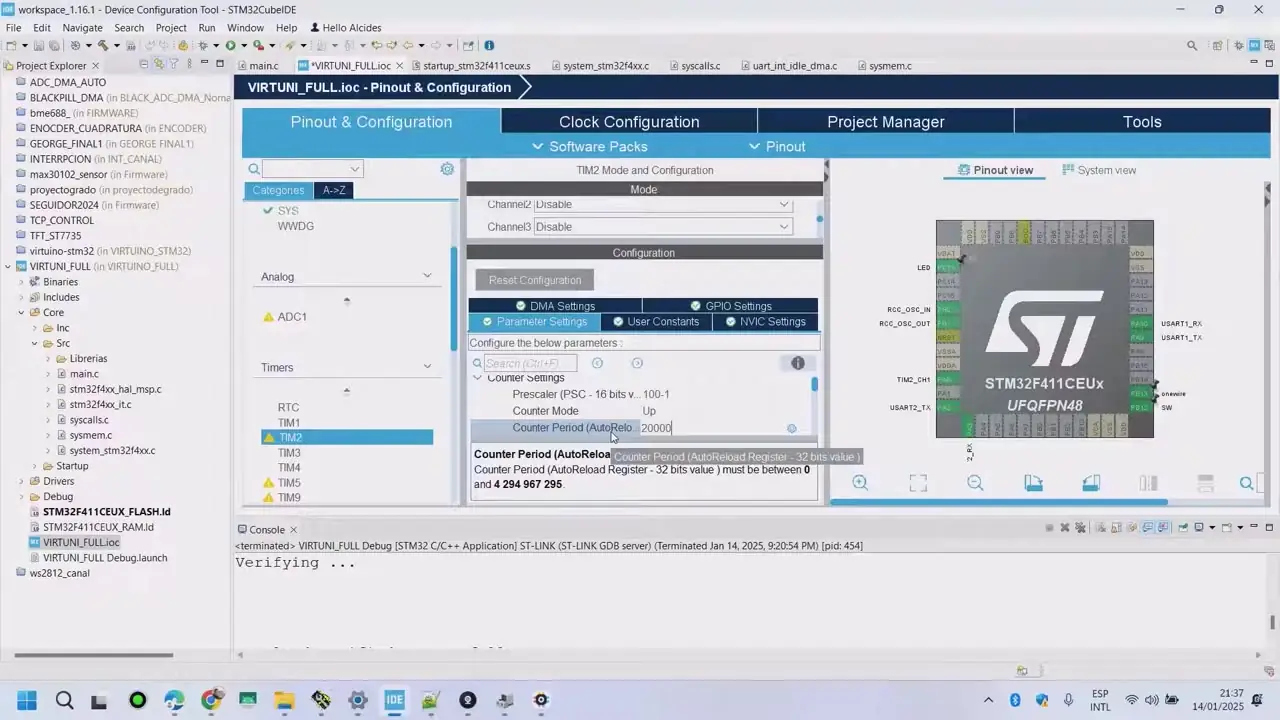 workspace_1.16.1 - Device Configuration Tool - STM32CubeIDE
File Edit Navigate Search Project Run Window Help Hello Alcides
Project Explorer
main.c *VIRTUNI_FULL.ioc startup_stm32f411ceux.s system_stm32f4xx.c syscalls.c uart_int_idle_dma.c sysmem.c
ADC_DMA_AUTO
BLACKPILL_DMA (in BLACK_ADC_DMA_Norma
bme688_ (in FIRMWARE)
ENOCDER_CUADRATURA (in ENCODER)
GEORGE_FINAL1 (in GEORGE FINAL1)
INTERRPCION (in INT_CANAL)
max30102_sensor (in Firmware)
proyectogrado (in proyectodegrado)
SEGUIDOR2024 (in Firmware)
TCP_CONTROL
TFT_ST7735
virtuino-stm32 (in VIRTUINO_STM32)
VIRTUNI_FULL (in VIRTUINO_FULL)
Binaries
Includes
Core
Inc
Src
Librerias
main.c
stm32f4xx_hal_msp.c
stm32f4xx_it.c
syscalls.c
sysmem.c
system_stm32f4xx.c
Startup
Drivers
Debug
STM32F411CEUX_FLASH.ld
STM32F411CEUX_RAM.ld
VIRTUNI_FULL.ioc
VIRTUNI_FULL Debug.launch
ws2812_canal
VIRTUNI_FULL.ioc - Pinout & Configuration
Pinout & Configuration Clock Configuration Project Manager Tools
Software Packs Pinout
Categories A->Z
SYS
WWDG
Analog
ADC1
Timers
RTC
TIM1
TIM2
TIM3
TIM4
TIM5
TIM9
TIM2 Mode and Configuration
Mode
Channel2 Disable
Channel3 Disable
Configuration
Reset Configuration
DMA Settings GPIO Settings
Parameter Settings User Constants NVIC Settings
Configure the below parameters :
Search (Ctrl+F)
Counter Settings
Prescaler (PSC - 16 bits v... 100-1
Counter Mode Up
Counter Period (AutoRelo... 20000
Counter Period (AutoReloa
Counter Period (AutoReload Register - 32 bits value )
Counter Period (AutoReload Register - 32 bits value ) must be between 0
and 4 294 967 295.
Pinout view System view
LED
RCC_OSC_IN
RCC_OSC_OUT
TIM2_CH1
USART2_TX
USART1_RX
USART1_TX
onewire
SW
VBAT
VDD
VSS
STM32F411CEUx
UFQFPN48
Console
<terminated> VIRTUNI_FULL Debug [STM32 C/C++ Application] ST-LINK (ST-LINK GDB server) (Terminated Jan 14, 2025, 9:20:54 PM) [pid: 454]
Verifying ...
IDE
ESP
INTL
21:37
14/01/2025